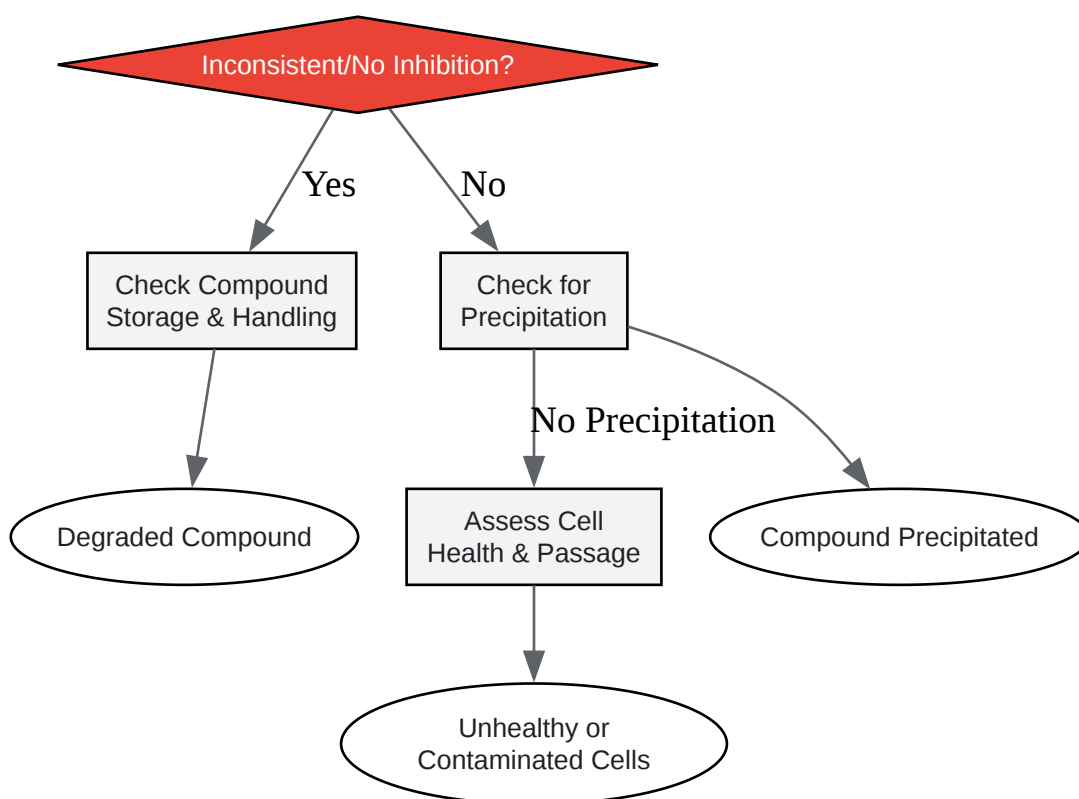 Inconsistent/No Inhibition?
Yes
No
Check Compound
Storage & Handling
Check for
Precipitation
No Precipitation
Degraded Compound
Assess Cell
Health & Passage
Compound Precipitated
Unhealthy or
Contaminated Cells